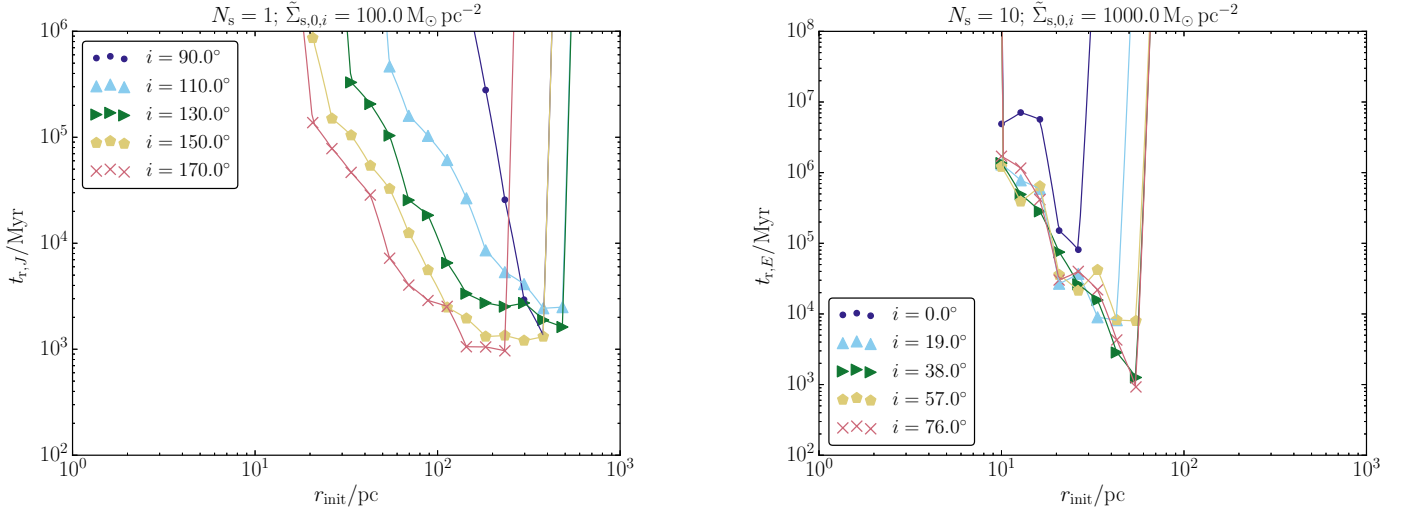 N_s = 1; Σ̃_{s,0,i} = 100.0 M_⊙ pc^{−2}
10^6
10^5
10^4
10^3
10^2
t_{r,J}/Myr
i = 90.0°
i = 110.0°
i = 130.0°
i = 150.0°
i = 170.0°
10^0
10^1
10^2
10^3
r_init/pc
N_s = 10; Σ̃_{s,0,i} = 1000.0 M_⊙ pc^{−2}
10^8
10^7
10^6
10^5
10^4
10^3
10^2
t_{r,E}/Myr
i = 0.0°
i = 19.0°
i = 38.0°
i = 57.0°
i = 76.0°
10^0
10^1
10^2
10^3
r_init/pc